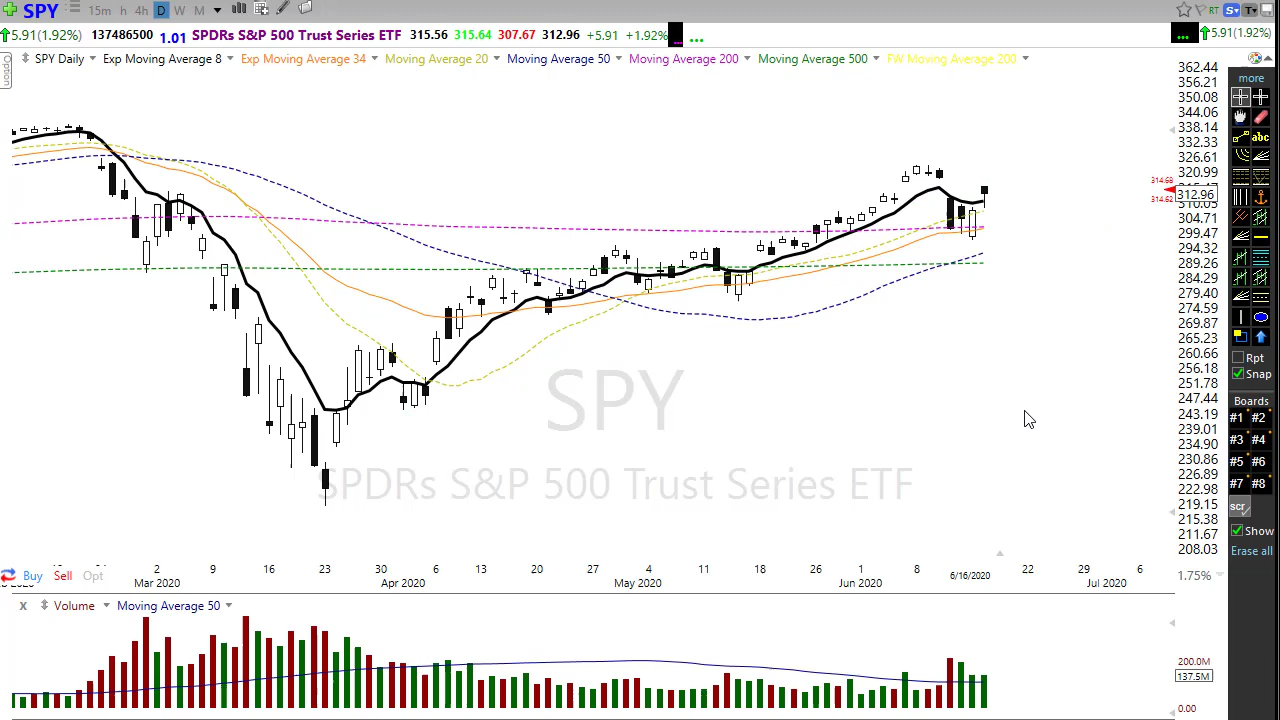 SPY 15m h 4h D W M RT S T
5.91(1.92%) 137486500 1.01 SPDRs S&P 500 Trust Series ETF 315.56 315.64 307.67 312.96 +5.91 +1.92% ... ... 5.91(1.92%)
Option SPY Daily Exp Moving Average 8 Exp Moving Average 34 Moving Average 20 Moving Average 50 Moving Average 200 Moving Average 500 FW Moving Average 200
362.44
356.21
350.08
344.06
338.14
332.33
326.61
320.99
314.68
312.96
314.62
304.71
299.47
294.32
289.26
284.29
279.40
274.59
269.87
265.23
260.66
256.18
251.78
247.44
243.19
239.01
234.90
230.86
226.89
222.98
219.15
215.38
211.67
208.03
more
abc
Rpt
Snap
Boards
#1 #2
#3 #4
#5 #6
#7 #8
scr
Show
Erase all
SPY
SPDRs S&P 500 Trust Series ETF
2 9 16 23 30 6 13 20 27 4 11 18 26 1 8 22 29 6
Buy Sell Opt Mar 2020 Apr 2020 May 2020 Jun 2020 6/16/2020 Jul 2020 1.75%
X Volume Moving Average 50
200.0M
137.5M
0.00